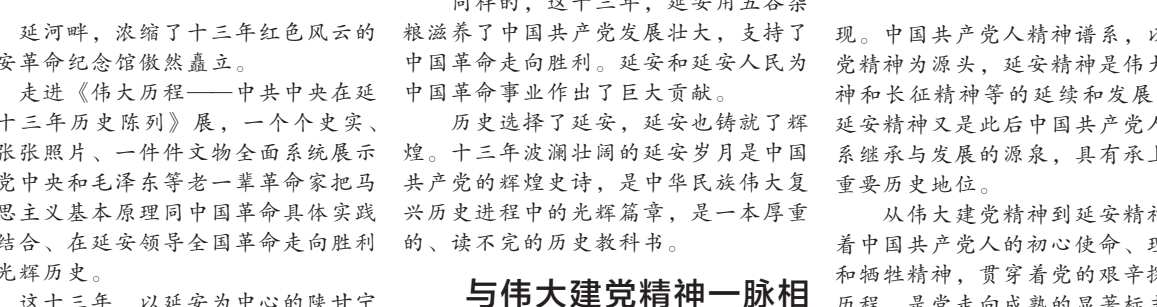 延河畔，浓缩了十三年红色风云的
安革命纪念馆傲然矗立。
走进《伟大历程——中共中央在延
十三年历史陈列》展，一个个史实、
张张照片、一件件文物全面系统展示
党中央和毛泽东等老一辈革命家把马
思主义基本原理同中国革命具体实践
结合、在延安领导全国革命走向胜利
光辉历史。
这十三年，以延安为中心的陕甘宁
同样的，这十三年，延安用五谷杂
粮滋养了中国共产党发展壮大，支持了
中国革命走向胜利。延安和延安人民为
中国革命事业作出了巨大贡献。
历史选择了延安，延安也铸就了辉
煌。十三年波澜壮阔的延安岁月是中国
共产党的辉煌史诗，是中华民族伟大复
兴历史进程中的光辉篇章，是一本厚重
的、读不完的历史教科书。
与伟大建党精神一脉相
现。中国共产党人精神谱系，以
党精神为源头，延安精神是伟大
神和长征精神等的延续和发展
延安精神又是此后中国共产党人
系继承与发展的源泉，具有承上
重要历史地位。
从伟大建党精神到延安精神
着中国共产党人的初心使命、理
和牺牲精神，贯穿着党的艰辛探
历程，是党走向成熟的显著标志